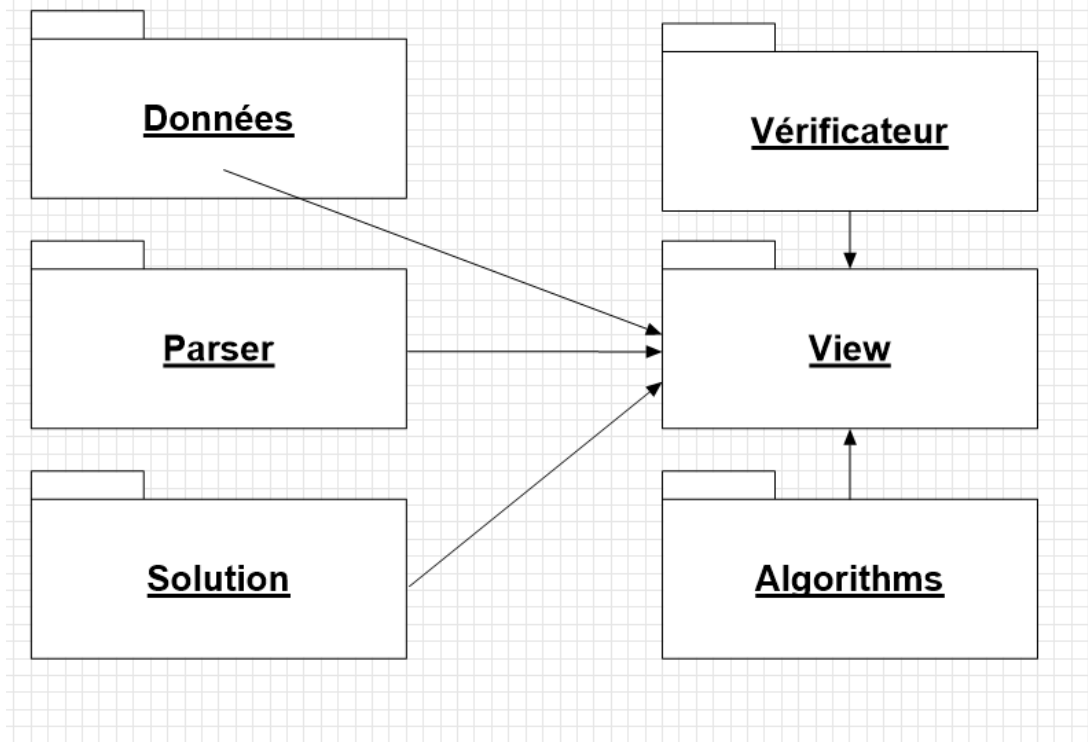 Données
Vérificateur
Parser
View
Solution
Algorithms